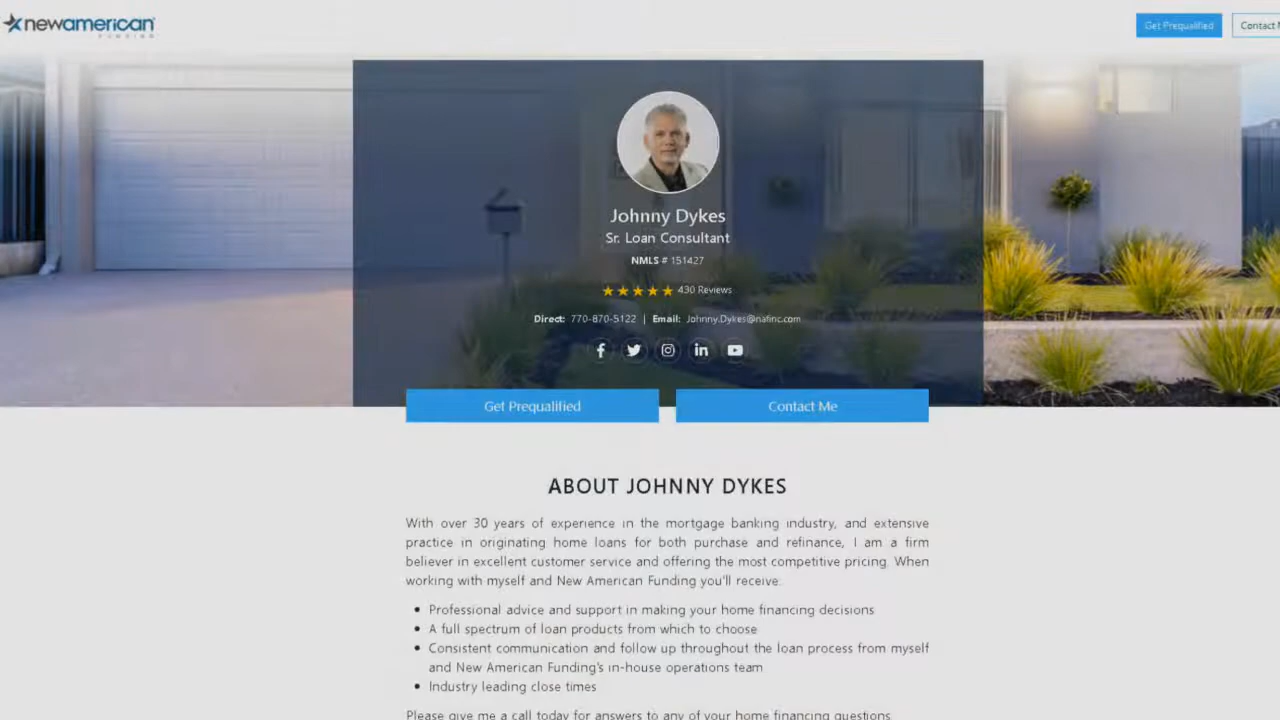 newamerican
FUNDING
Get Prequalified
Contact
Johnny Dykes
Sr. Loan Consultant
NMLS # 151427
430 Reviews
Direct: 770-870-5122 | Email: Johnny.Dykes@nafinc.com
Get Prequalified
Contact Me
ABOUT JOHNNY DYKES
With over 30 years of experience in the mortgage banking industry, and extensive
practice in originating home loans for both purchase and refinance, I am a firm
believer in excellent customer service and offering the most competitive pricing. When
working with myself and New American Funding you'll receive:
• Professional advice and support in making your home financing decisions
• A full spectrum of loan products from which to choose
• Consistent communication and follow up throughout the loan process from myself
and New American Funding's in-house operations team
• Industry leading close times
Please give me a call today for answers to any of your home financing questions.